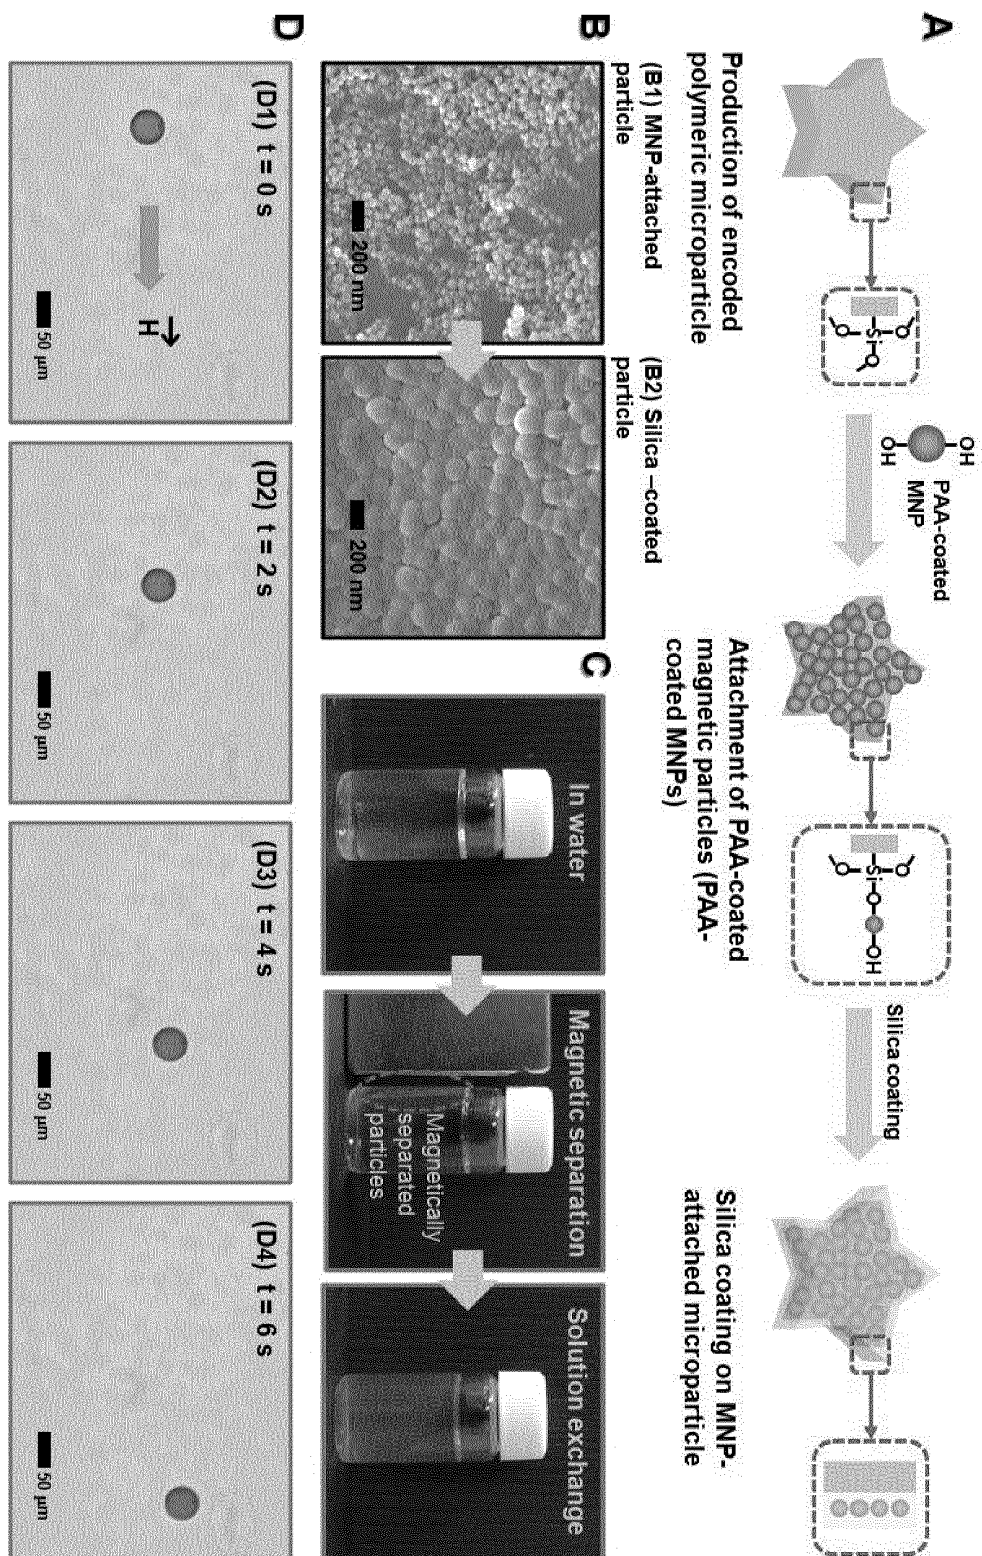 A
OCH₃
Production of encoded
polymeric microparticle
Si
O
O
O
OH
OH
PAA-coated
MNP
Attachment of PAA-coated
magnetic particles (PAA-
coated MNPs)
O
Si-O
OH
O
Silica coating
Silica coating on MNP-
attached microparticle
B
(B1) MNP-attached
particle
200 nm
(B2) Silica –coated
particle
200 nm
C
In water
Magnetic separation
Magnetically
separated
particles
Solution exchange
D
(D1) t = 0 s
H
50 µm
(D2) t = 2 s
50 µm
(D3) t = 4 s
50 µm
(D4) t = 6 s
50 µm